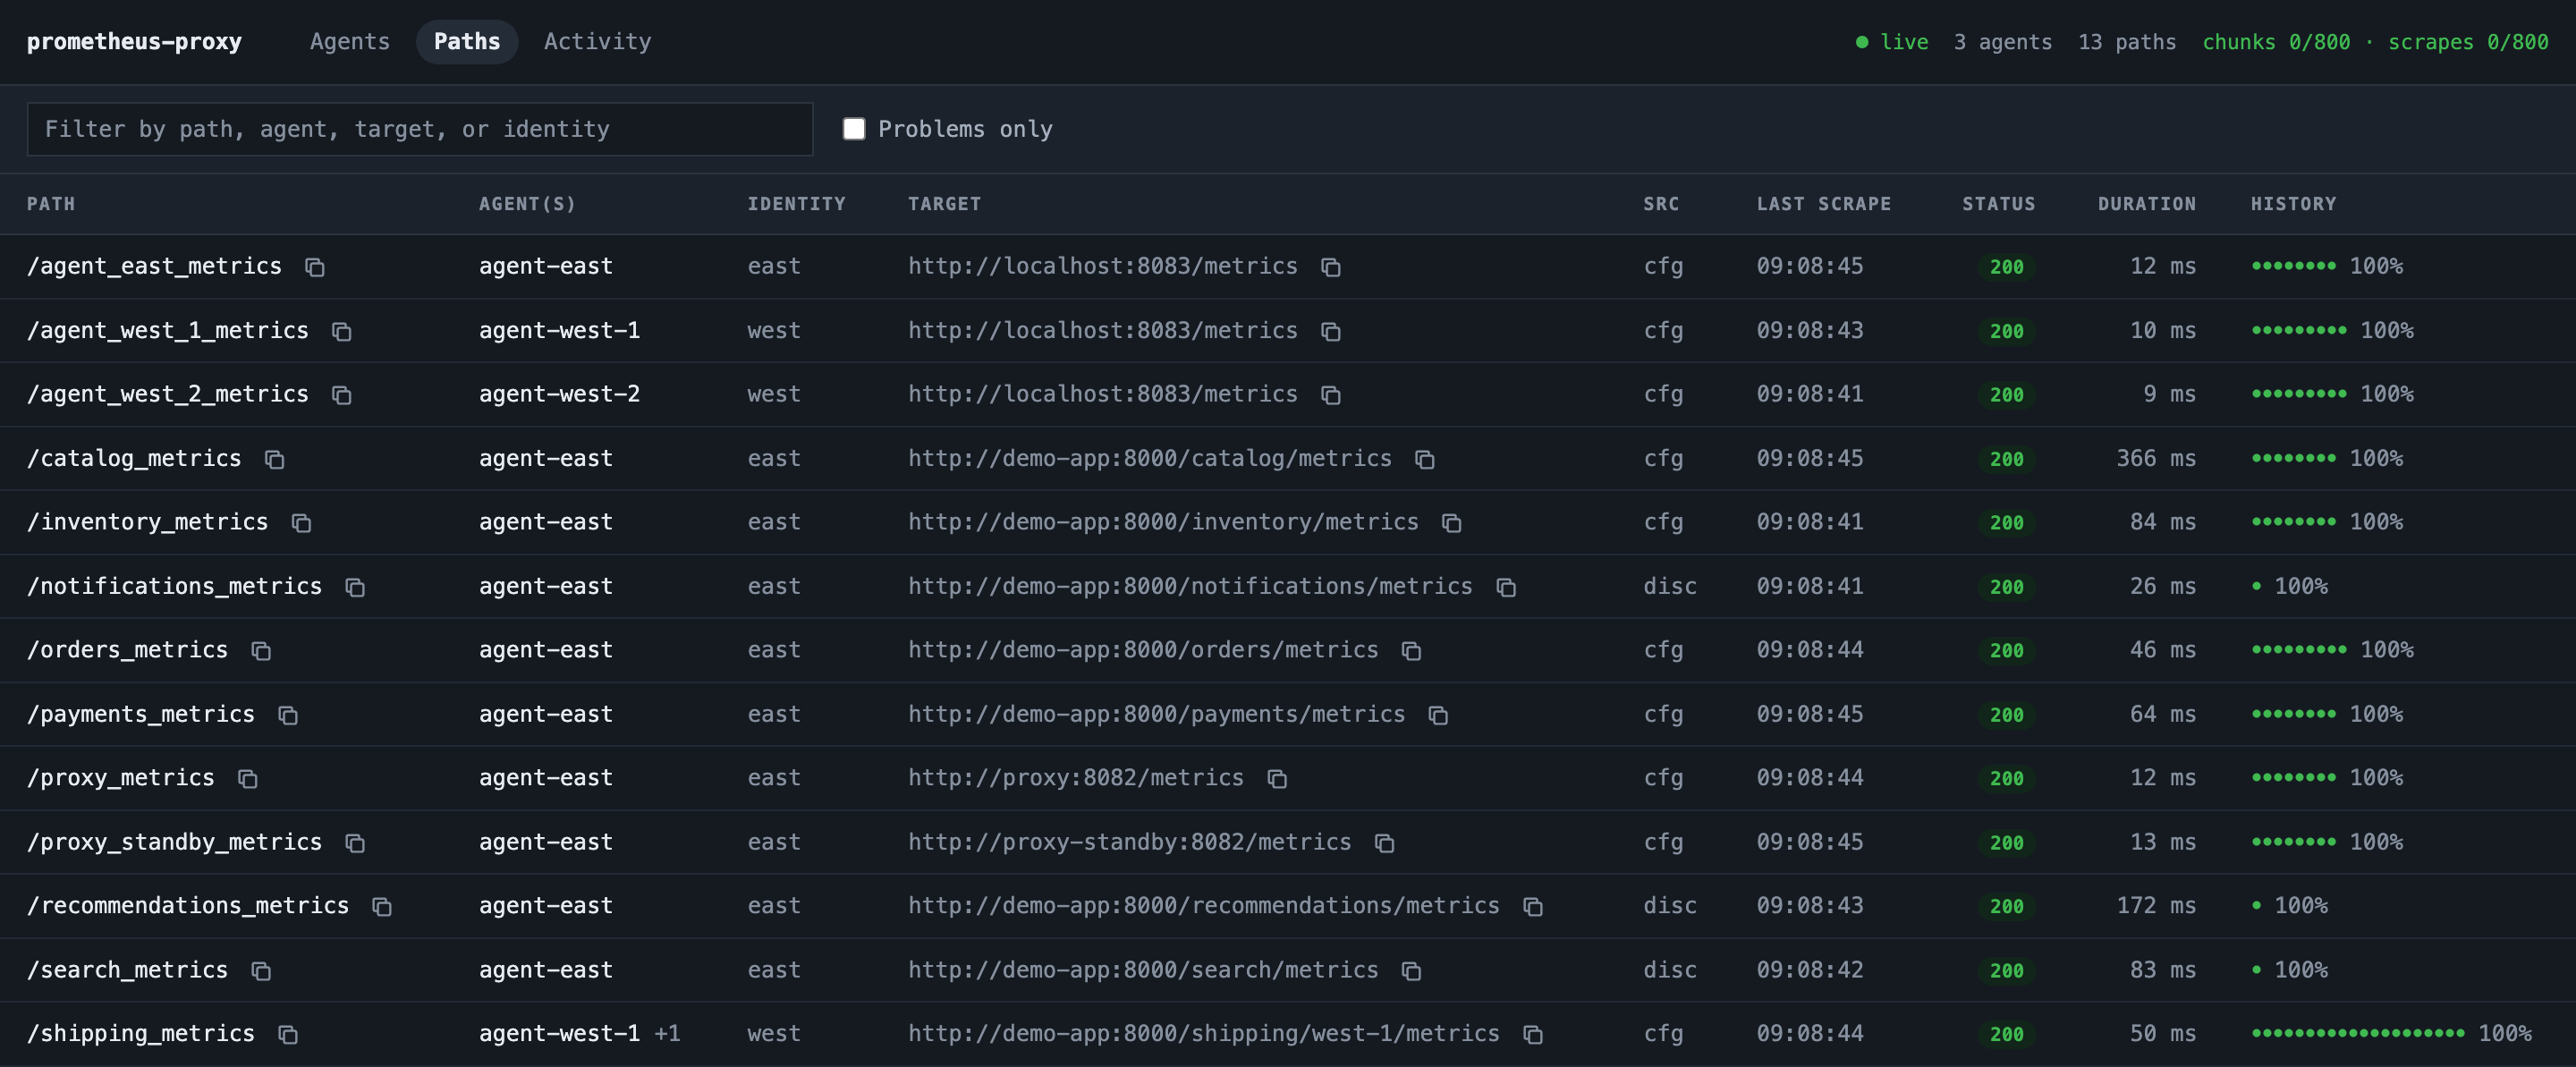 prometheus-proxy Agents Paths Activity live 3 agents 13 paths chunks 0/800 · scrapes 0/800
Filter by path, agent, target, or identity Problems only
PATH AGENT(S) IDENTITY TARGET SRC LAST SCRAPE STATUS DURATION HISTORY
/agent_east_metrics agent-east east http://localhost:8083/metrics cfg 09:08:45 200 12 ms 100%
/agent_west_1_metrics agent-west-1 west http://localhost:8083/metrics cfg 09:08:43 200 10 ms 100%
/agent_west_2_metrics agent-west-2 west http://localhost:8083/metrics cfg 09:08:41 200 9 ms 100%
/catalog_metrics agent-east east http://demo-app:8000/catalog/metrics cfg 09:08:45 200 366 ms 100%
/inventory_metrics agent-east east http://demo-app:8000/inventory/metrics cfg 09:08:41 200 84 ms 100%
/notifications_metrics agent-east east http://demo-app:8000/notifications/metrics disc 09:08:41 200 26 ms 100%
/orders_metrics agent-east east http://demo-app:8000/orders/metrics cfg 09:08:44 200 46 ms 100%
/payments_metrics agent-east east http://demo-app:8000/payments/metrics cfg 09:08:45 200 64 ms 100%
/proxy_metrics agent-east east http://proxy:8082/metrics cfg 09:08:44 200 12 ms 100%
/proxy_standby_metrics agent-east east http://proxy-standby:8082/metrics cfg 09:08:45 200 13 ms 100%
/recommendations_metrics agent-east east http://demo-app:8000/recommendations/metrics disc 09:08:43 200 172 ms 100%
/search_metrics agent-east east http://demo-app:8000/search/metrics disc 09:08:42 200 83 ms 100%
/shipping_metrics agent-west-1 +1 west http://demo-app:8000/shipping/west-1/metrics cfg 09:08:44 200 50 ms 100%